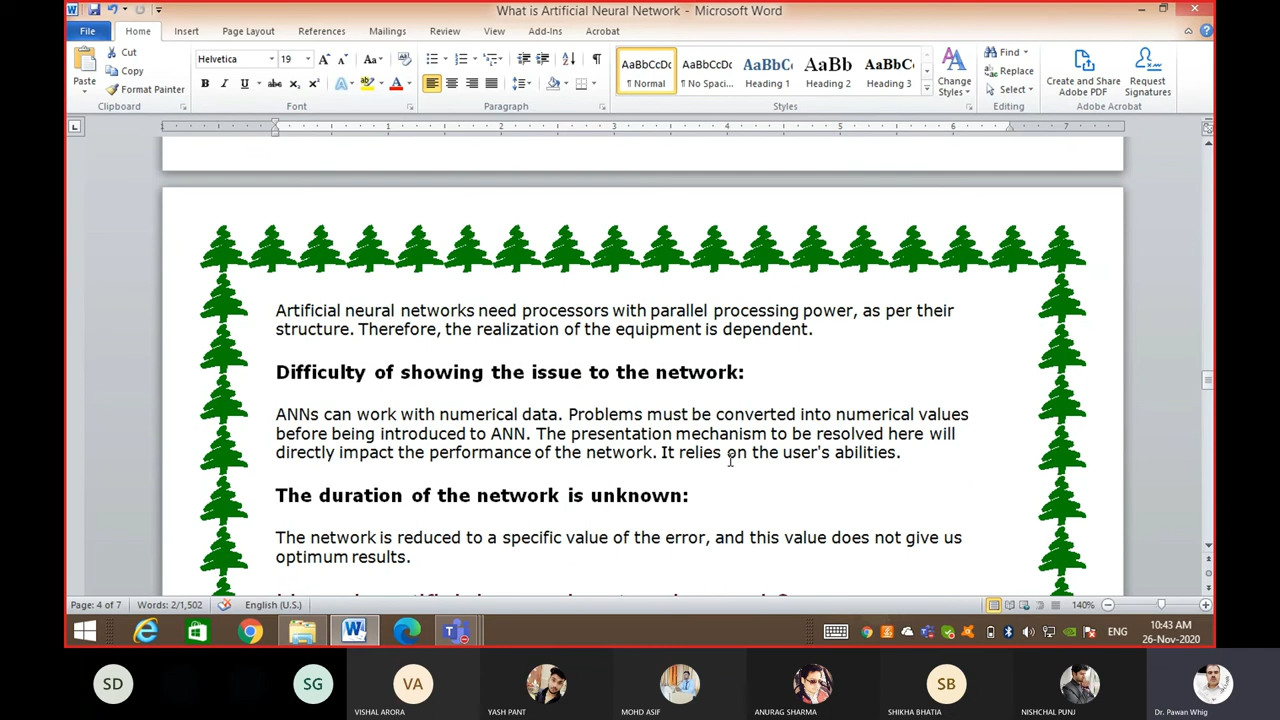 What is Artificial Neural Network - Microsoft Word
File Home Insert Page Layout References Mailings Review View Add-Ins Acrobat
Paste
Cut
Copy
Format Painter
Clipboard
Helvetica 19
Font
Paragraph
AaBbCcDc
¶ Normal
AaBbCcDc
¶ No Spaci...
AaBbC
Heading 1
AaBb
Heading 2
AaBbC
Heading 3
Change
Styles
Styles
Find
Replace
Select
Editing
Create and Share
Adobe PDF
Request
Signatures
Adobe Acrobat
1 1 2 3 4 5 6 7
Artificial neural networks need processors with parallel processing power, as per their
structure. Therefore, the realization of the equipment is dependent.
Difficulty of showing the issue to the network:
ANNs can work with numerical data. Problems must be converted into numerical values
before being introduced to ANN. The presentation mechanism to be resolved here will
directly impact the performance of the network. It relies on the user's abilities.
The duration of the network is unknown:
The network is reduced to a specific value of the error, and this value does not give us
optimum results.
Page: 4 of 7 Words: 2/1,502 English (U.S.) 140%
ENG
10:43 AM
26-Nov-2020
SD
SG
VA
SB
VISHAL ARORA
YASH PANT
MOHD ASIF
ANURAG SHARMA
SHIKHA BHATIA
NISHCHAL PUNJ
Dr. Pawan Whig